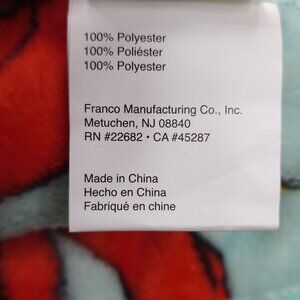 100% Polyester
100% Poliéster
100% Polyester
Franco Manufacturing Co., Inc.
Metuchen, NJ 08840
RN #22682 • CA #45287
Made in China
Hecho en China
Fabriqué en chine